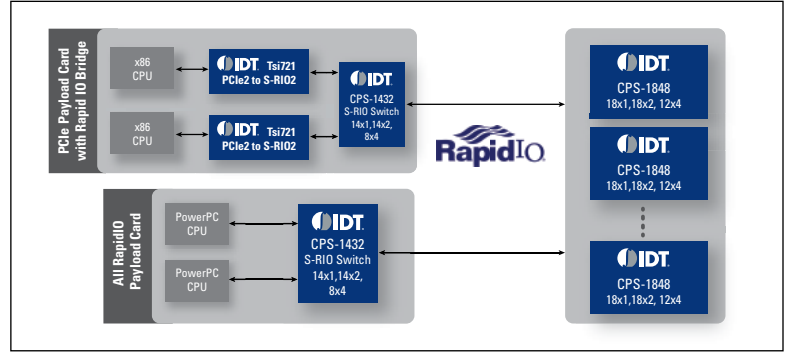 PCIe Payload Card
with Rapid IO Bridge
x86
CPU
IDT. Tsi721
PCIe2 to S-RIO2
x86
CPU
IDT. Tsi721
PCIe2 to S-RIO2
IDT.
CPS-1432
S-RIO Switch
14x1,14x2,
8x4
RapidIO
All RapidIO
Payload Card
PowerPC
CPU
PowerPC
CPU
IDT.
CPS-1432
S-RIO Switch
14x1,14x2,
8x4
IDT.
CPS-1848
18x1,18x2, 12x4
IDT.
CPS-1848
18x1,18x2, 12x4
IDT.
CPS-1848
18x1,18x2, 12x4